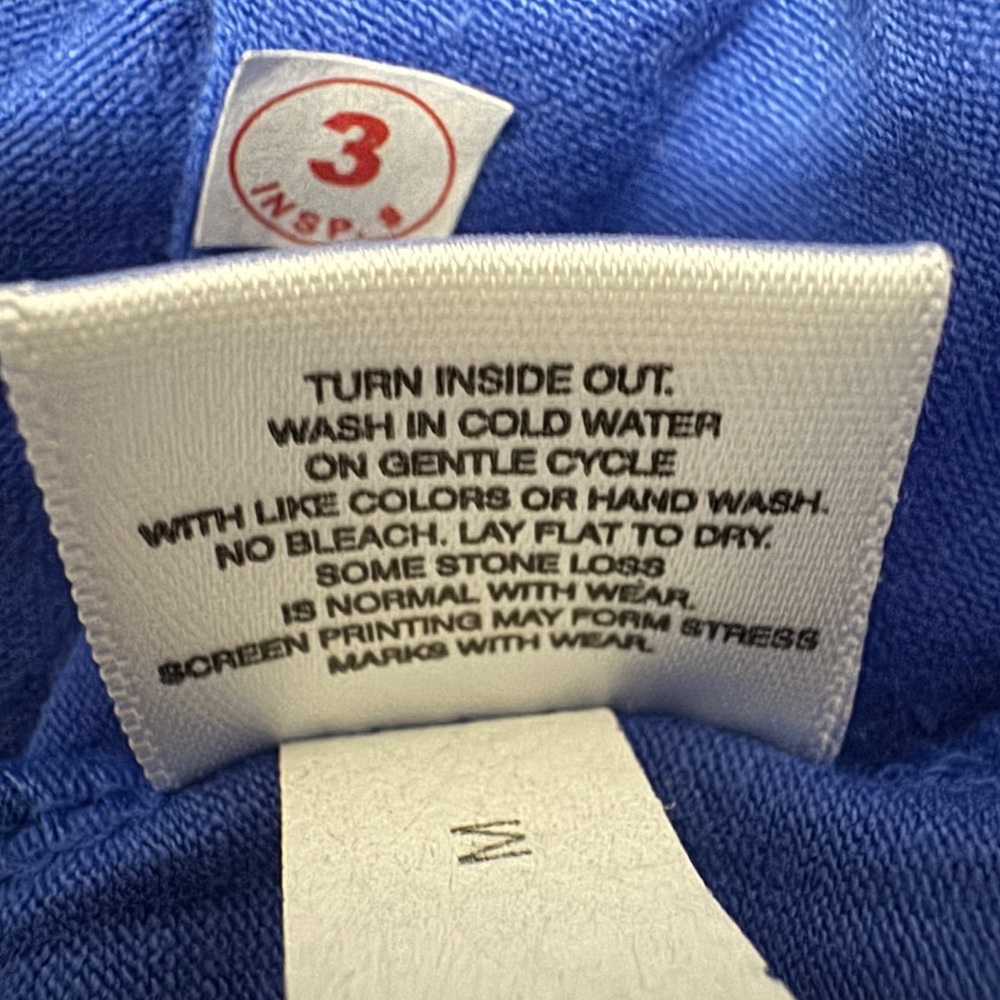 3
INSP. 8
TURN INSIDE OUT.
WASH IN COLD WATER
ON GENTLE CYCLE
WITH LIKE COLORS OR HAND WASH.
NO BLEACH. LAY FLAT TO DRY.
SOME STONE LOSS
IS NORMAL WITH WEAR.
SCREEN PRINTING MAY FORM STRESS
MARKS WITH WEAR.
M